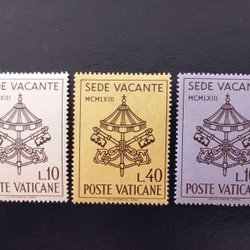 SEDE VACANTE
MCMLXIII
L.10
POSTE VATICANE
SEDE VACANTE
MCMLXIII
L.40
POSTE VATICANE
SEDE VACANTE
MCMLXIII
POSTE VATICANE